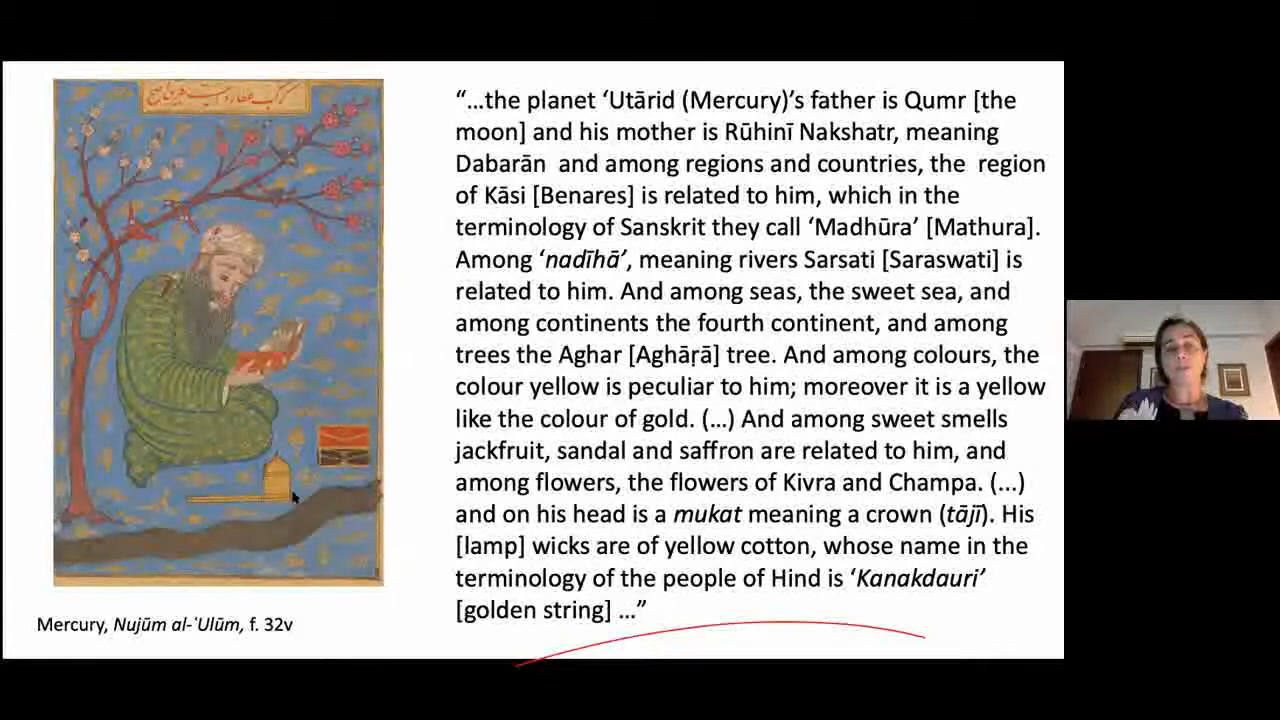 “…the planet ‘Utārid (Mercury)’s father is Qumr [the
moon] and his mother is Rūhinī Nakshatr, meaning
Dabarān and among regions and countries, the region
of Kāsi [Benares] is related to him, which in the
terminology of Sanskrit they call ‘Madhūra’ [Mathura].
Among ‘nadīhā’, meaning rivers Sarsati [Saraswati] is
related to him. And among seas, the sweet sea, and
among continents the fourth continent, and among
trees the Aghar [Aghāṛā] tree. And among colours, the
colour yellow is peculiar to him; moreover it is a yellow
like the colour of gold. (…) And among sweet smells
jackfruit, sandal and saffron are related to him, and
among flowers, the flowers of Kivra and Champa. (...)
and on his head is a mukat meaning a crown (tājī). His
[lamp] wicks are of yellow cotton, whose name in the
terminology of the people of Hind is ‘Kanakdauri’
[golden string] …”
Mercury, Nujūm al-ʿUlūm, f. 32v